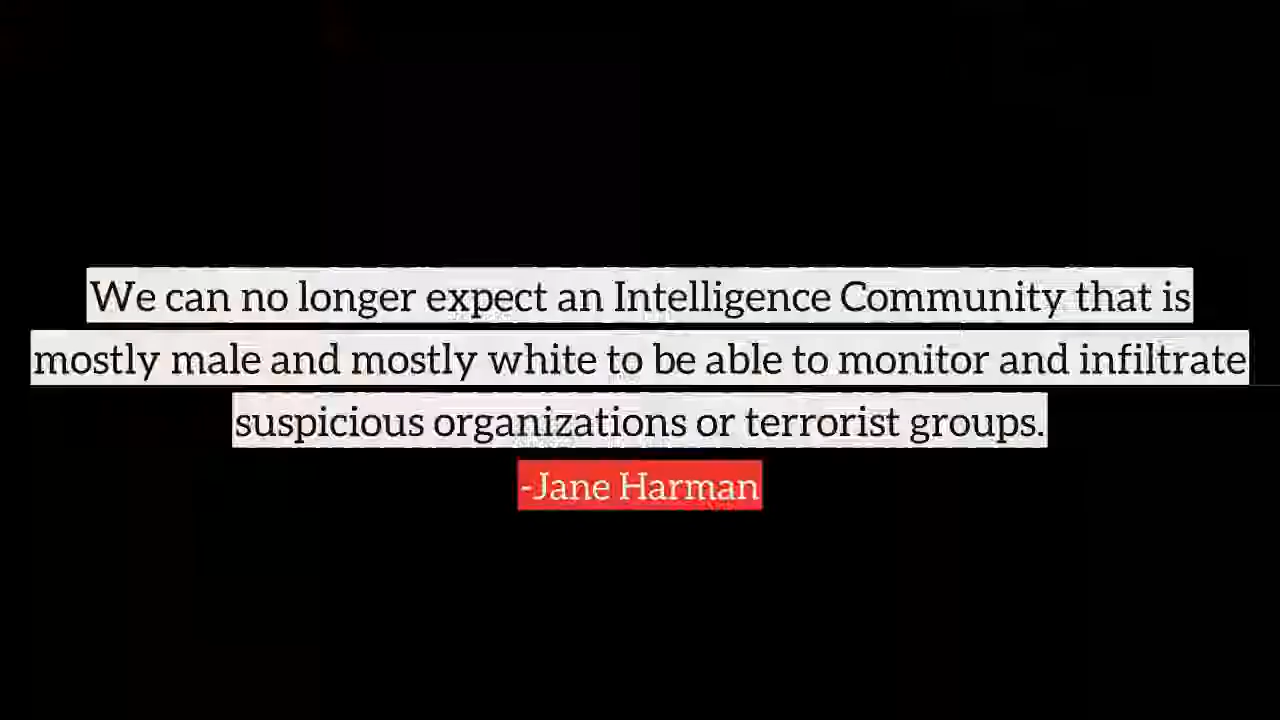 We can no longer expect an Intelligence Community that is
mostly male and mostly white to be able to monitor and infiltrate
suspicious organizations or terrorist groups.
-Jane Harman